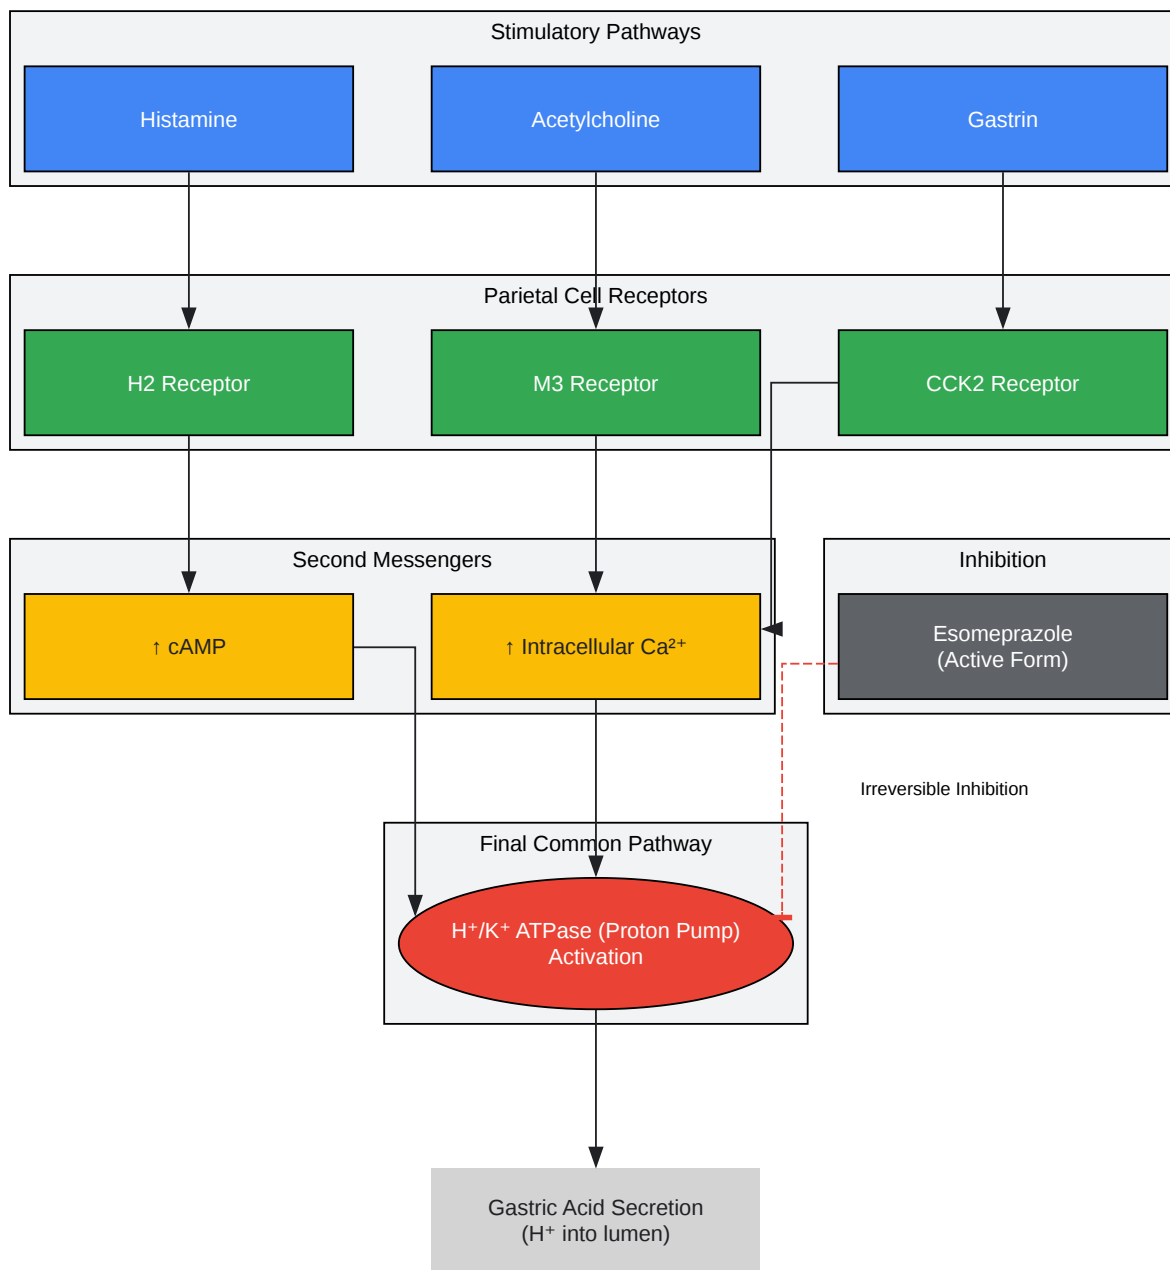 Stimulatory Pathways
Histamine
Acetylcholine
Gastrin
Parietal Cell Receptors
H2 Receptor
M3 Receptor
CCK2 Receptor
Second Messengers
Inhibition
↑ cAMP
↑ Intracellular Ca²⁺
Esomeprazole
(Active Form)
Irreversible Inhibition
Final Common Pathway
H⁺/K⁺ ATPase (Proton Pump)
Activation
Gastric Acid Secretion
(H⁺ into lumen)